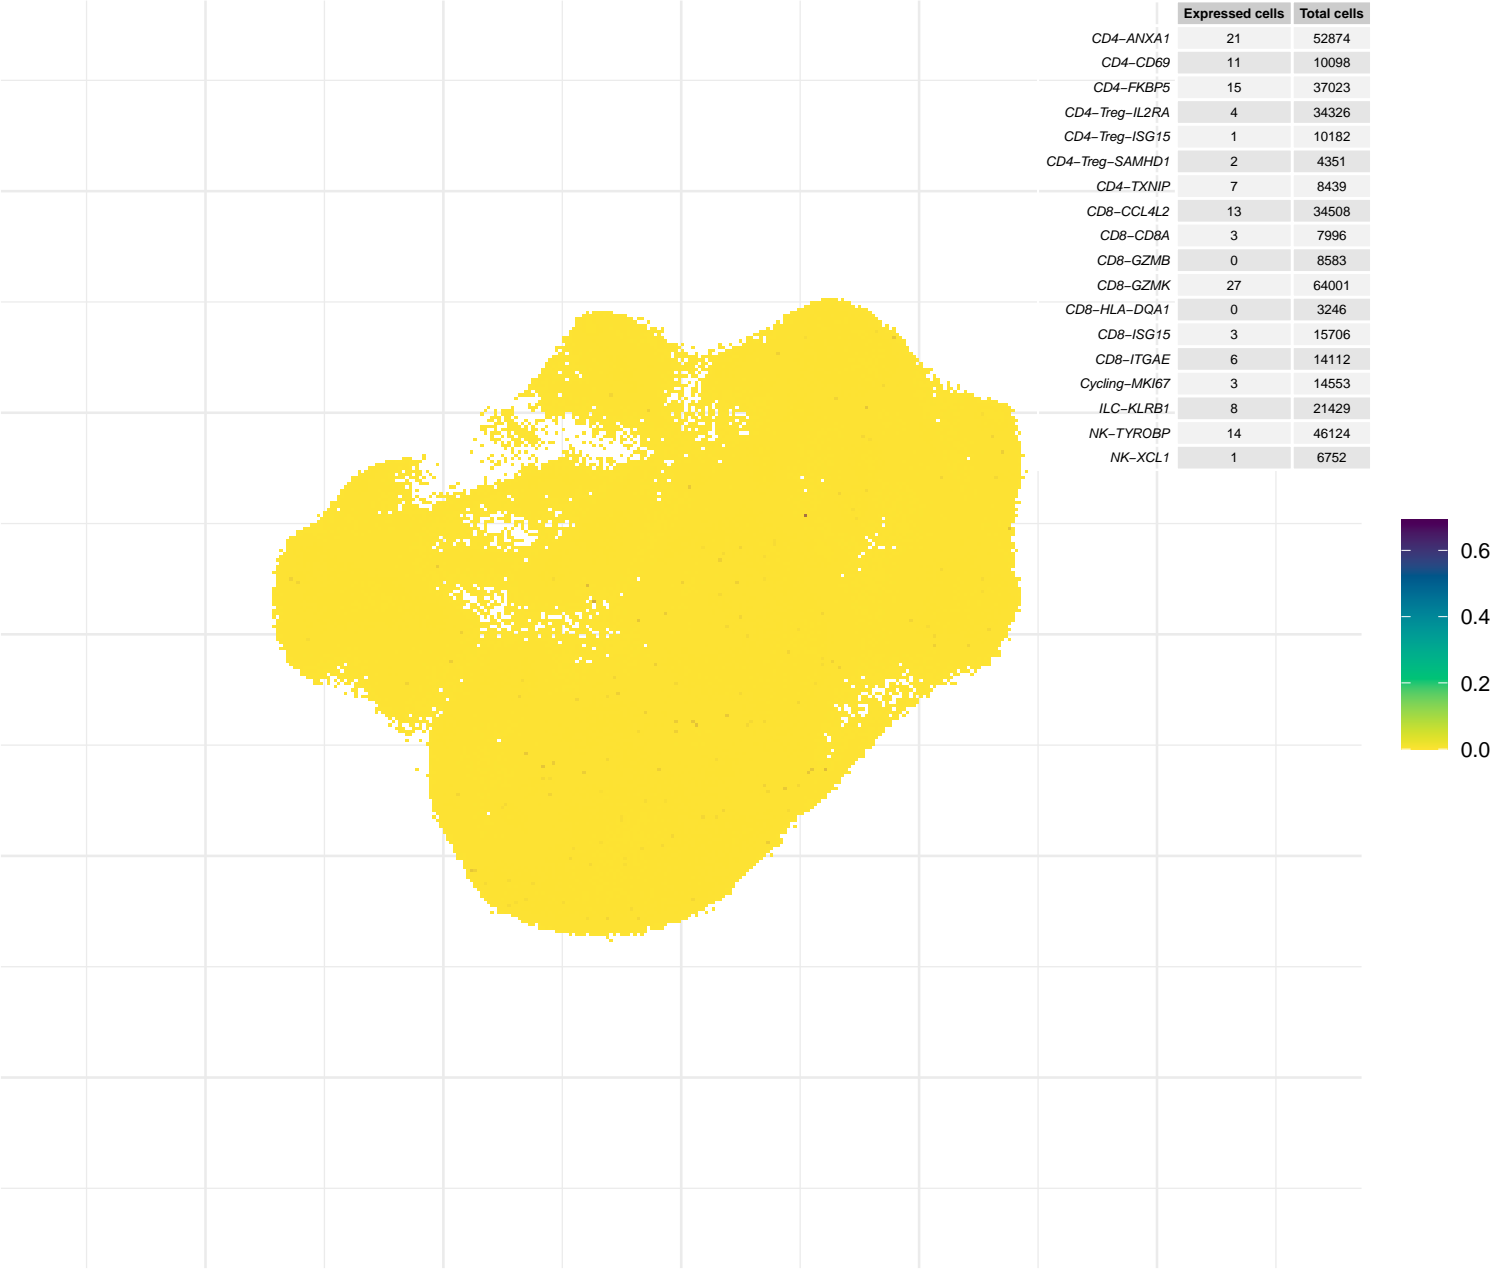 Expressed cells Total cells
CD4−ANXA1 21 52874
CD4−CD69 11 10098
CD4−FKBP5 15 37023
CD4−Treg−IL2RA 4 34326
CD4−Treg−ISG15 1 10182
CD4−Treg−SAMHD1 2 4351
CD4−TXNIP 7 8439
CD8−CCL4L2 13 34508
CD8−CD8A 3 7996
CD8−GZMB 0 8583
CD8−GZMK 27 64001
CD8−HLA−DQA1 0 3246
CD8−ISG15 3 15706
CD8−ITGAE 6 14112
Cycling−MKI67 3 14553
ILC−KLRB1 8 21429
NK−TYROBP 14 46124
NK−XCL1 1 6752
0.6
0.4
0.2
0.0